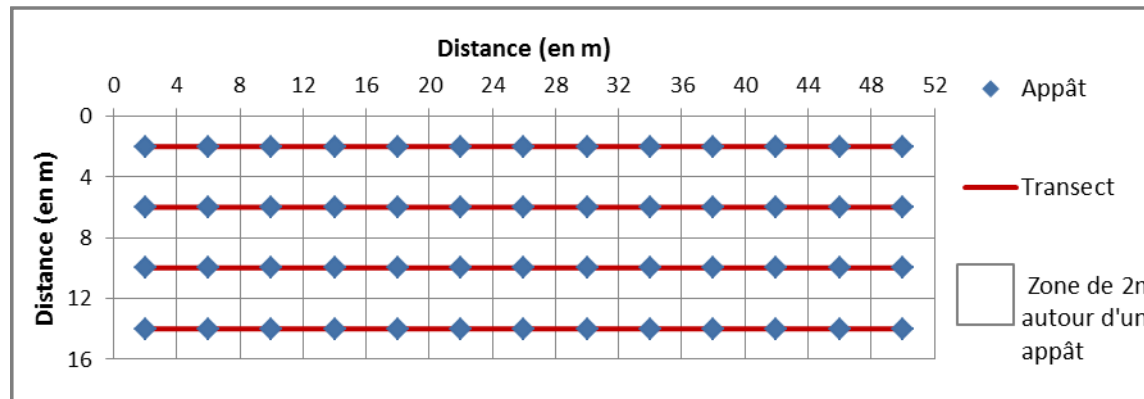 Distance (en m)
0 4 8 12 16 20 24 28 32 36 40 44 48 52
Distance (en m)
0
4
8
12
16
Appât
Transect
Zone de
autour d'un
appât